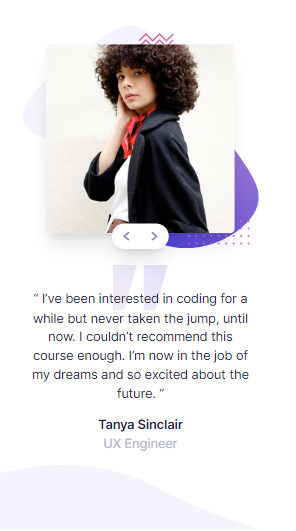 “ I’ve been interested in coding for a
while but never taken the jump, until
now. I couldn’t recommend this
course enough. I’m now in the job of
my dreams and so excited about the
future. ”
Tanya Sinclair
UX Engineer